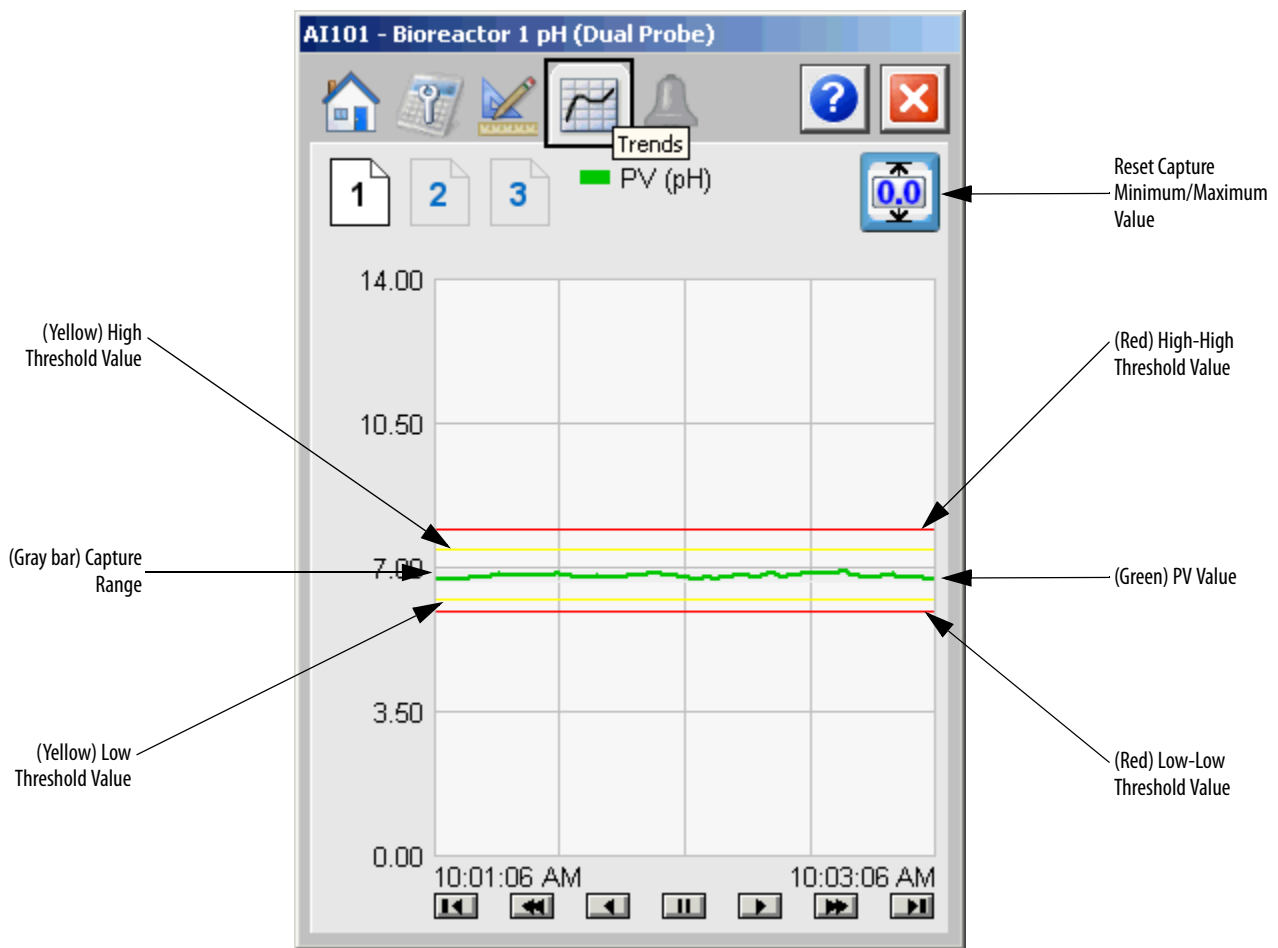 AI101 - Bioreactor 1 pH (Dual Probe)
?
Trends
1
2
3
PV (pH)
0.0
Reset Capture
Minimum/Maximum
Value
14.00
(Yellow) High
Threshold Value
(Red) High-High
Threshold Value
10.50
(Gray bar) Capture
Range
7.00
(Green) PV Value
3.50
(Yellow) Low
Threshold Value
(Red) Low-Low
Threshold Value
0.00
10:01:06 AM
10:03:06 AM